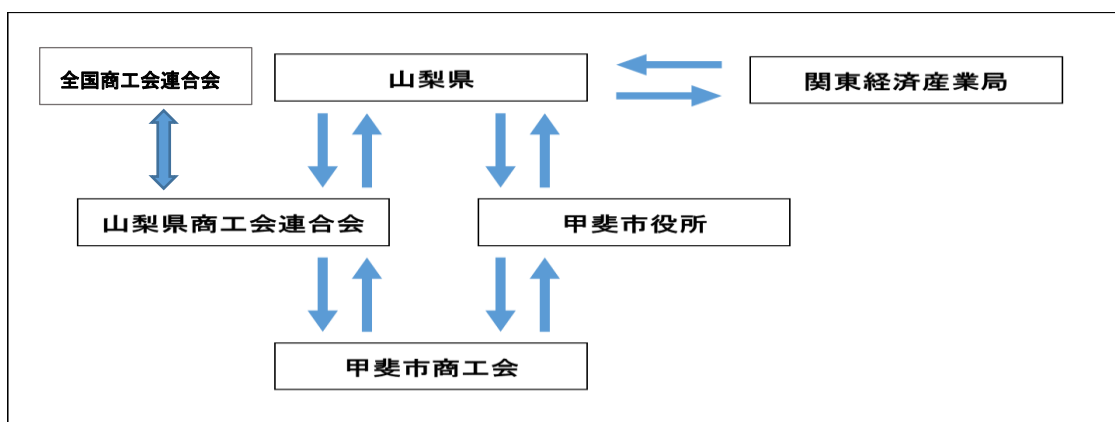 全国商工会連合会
山梨県
関東経済産業局
山梨県商工会連合会
甲斐市役所
甲斐市商工会